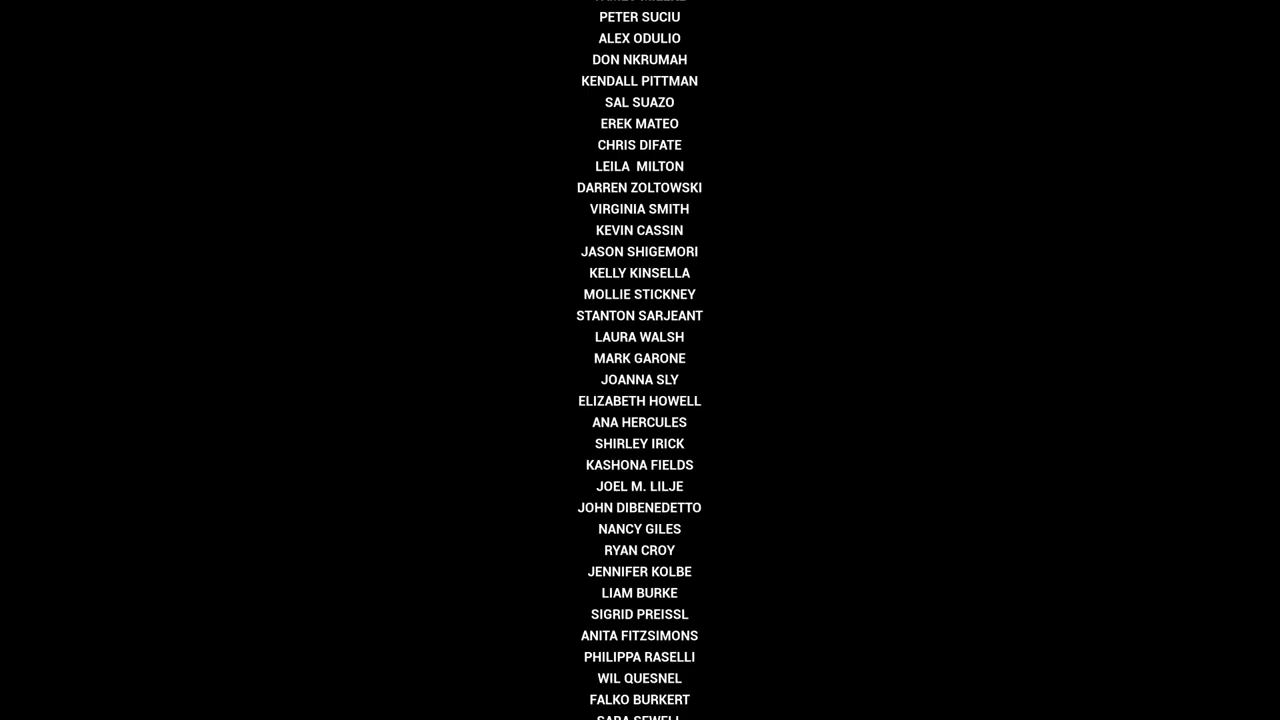 PETER SUCIU
ALEX ODULIO
DON NKRUMAH
KENDALL PITTMAN
SAL SUAZO
EREK MATEO
CHRIS DIFATE
LEILA  MILTON
DARREN ZOLTOWSKI
VIRGINIA SMITH
KEVIN CASSIN
JASON SHIGEMORI
KELLY KINSELLA
MOLLIE STICKNEY
STANTON SARJEANT
LAURA WALSH
MARK GARONE
JOANNA SLY
ELIZABETH HOWELL
ANA HERCULES
SHIRLEY IRICK
KASHONA FIELDS
JOEL M. LILJE
JOHN DIBENEDETTO
NANCY GILES
RYAN CROY
JENNIFER KOLBE
LIAM BURKE
SIGRID PREISSL
ANITA FITZSIMONS
PHILIPPA RASELLI
WIL QUESNEL
FALKO BURKERT